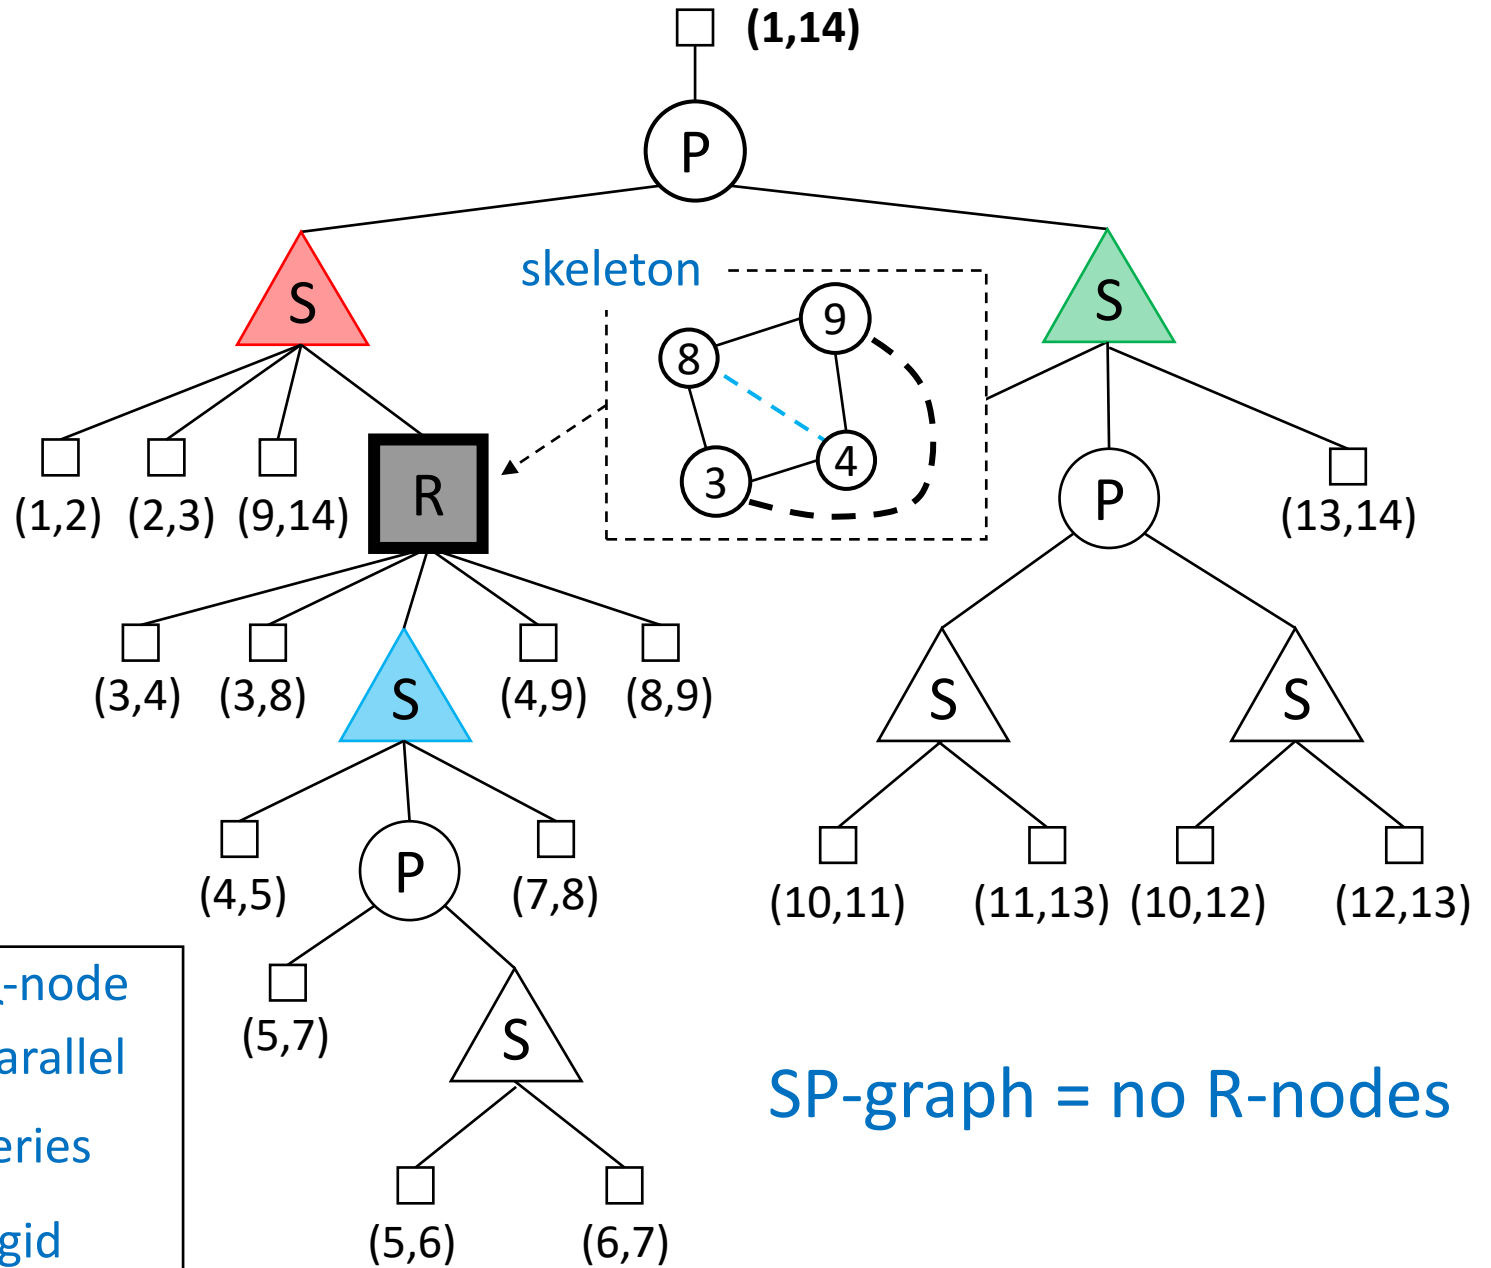 (1,14)
P
S
skeleton
S
9
8
4
3
R
P
(1,2)
(2,3)
(9,14)
(13,14)
(3,4)
(3,8)
S
(4,9)
(8,9)
S
S
(4,5)
P
(7,8)
(10,11)
(11,13)
(10,12)
(12,13)
-node
arallel
eries
gid
(5,7)
S
SP-graph = no R-nodes
(5,6)
(6,7)